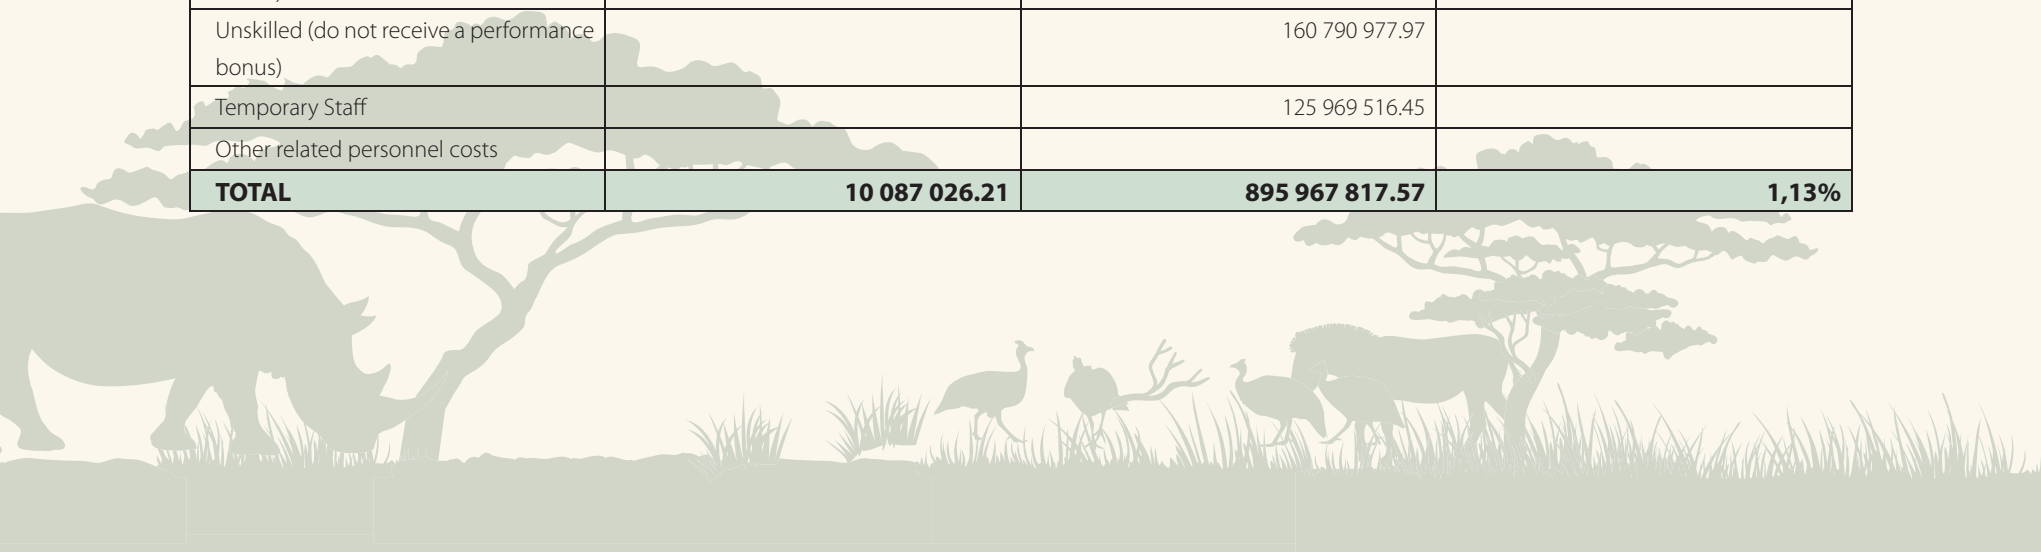 Unskilled (do not receive a performance 160 790 977.97
bonus)
Temporary Staff 125 969 516.45
Other related personnel costs
TOTAL 10 087 026.21 895 967 817.57 1,13%